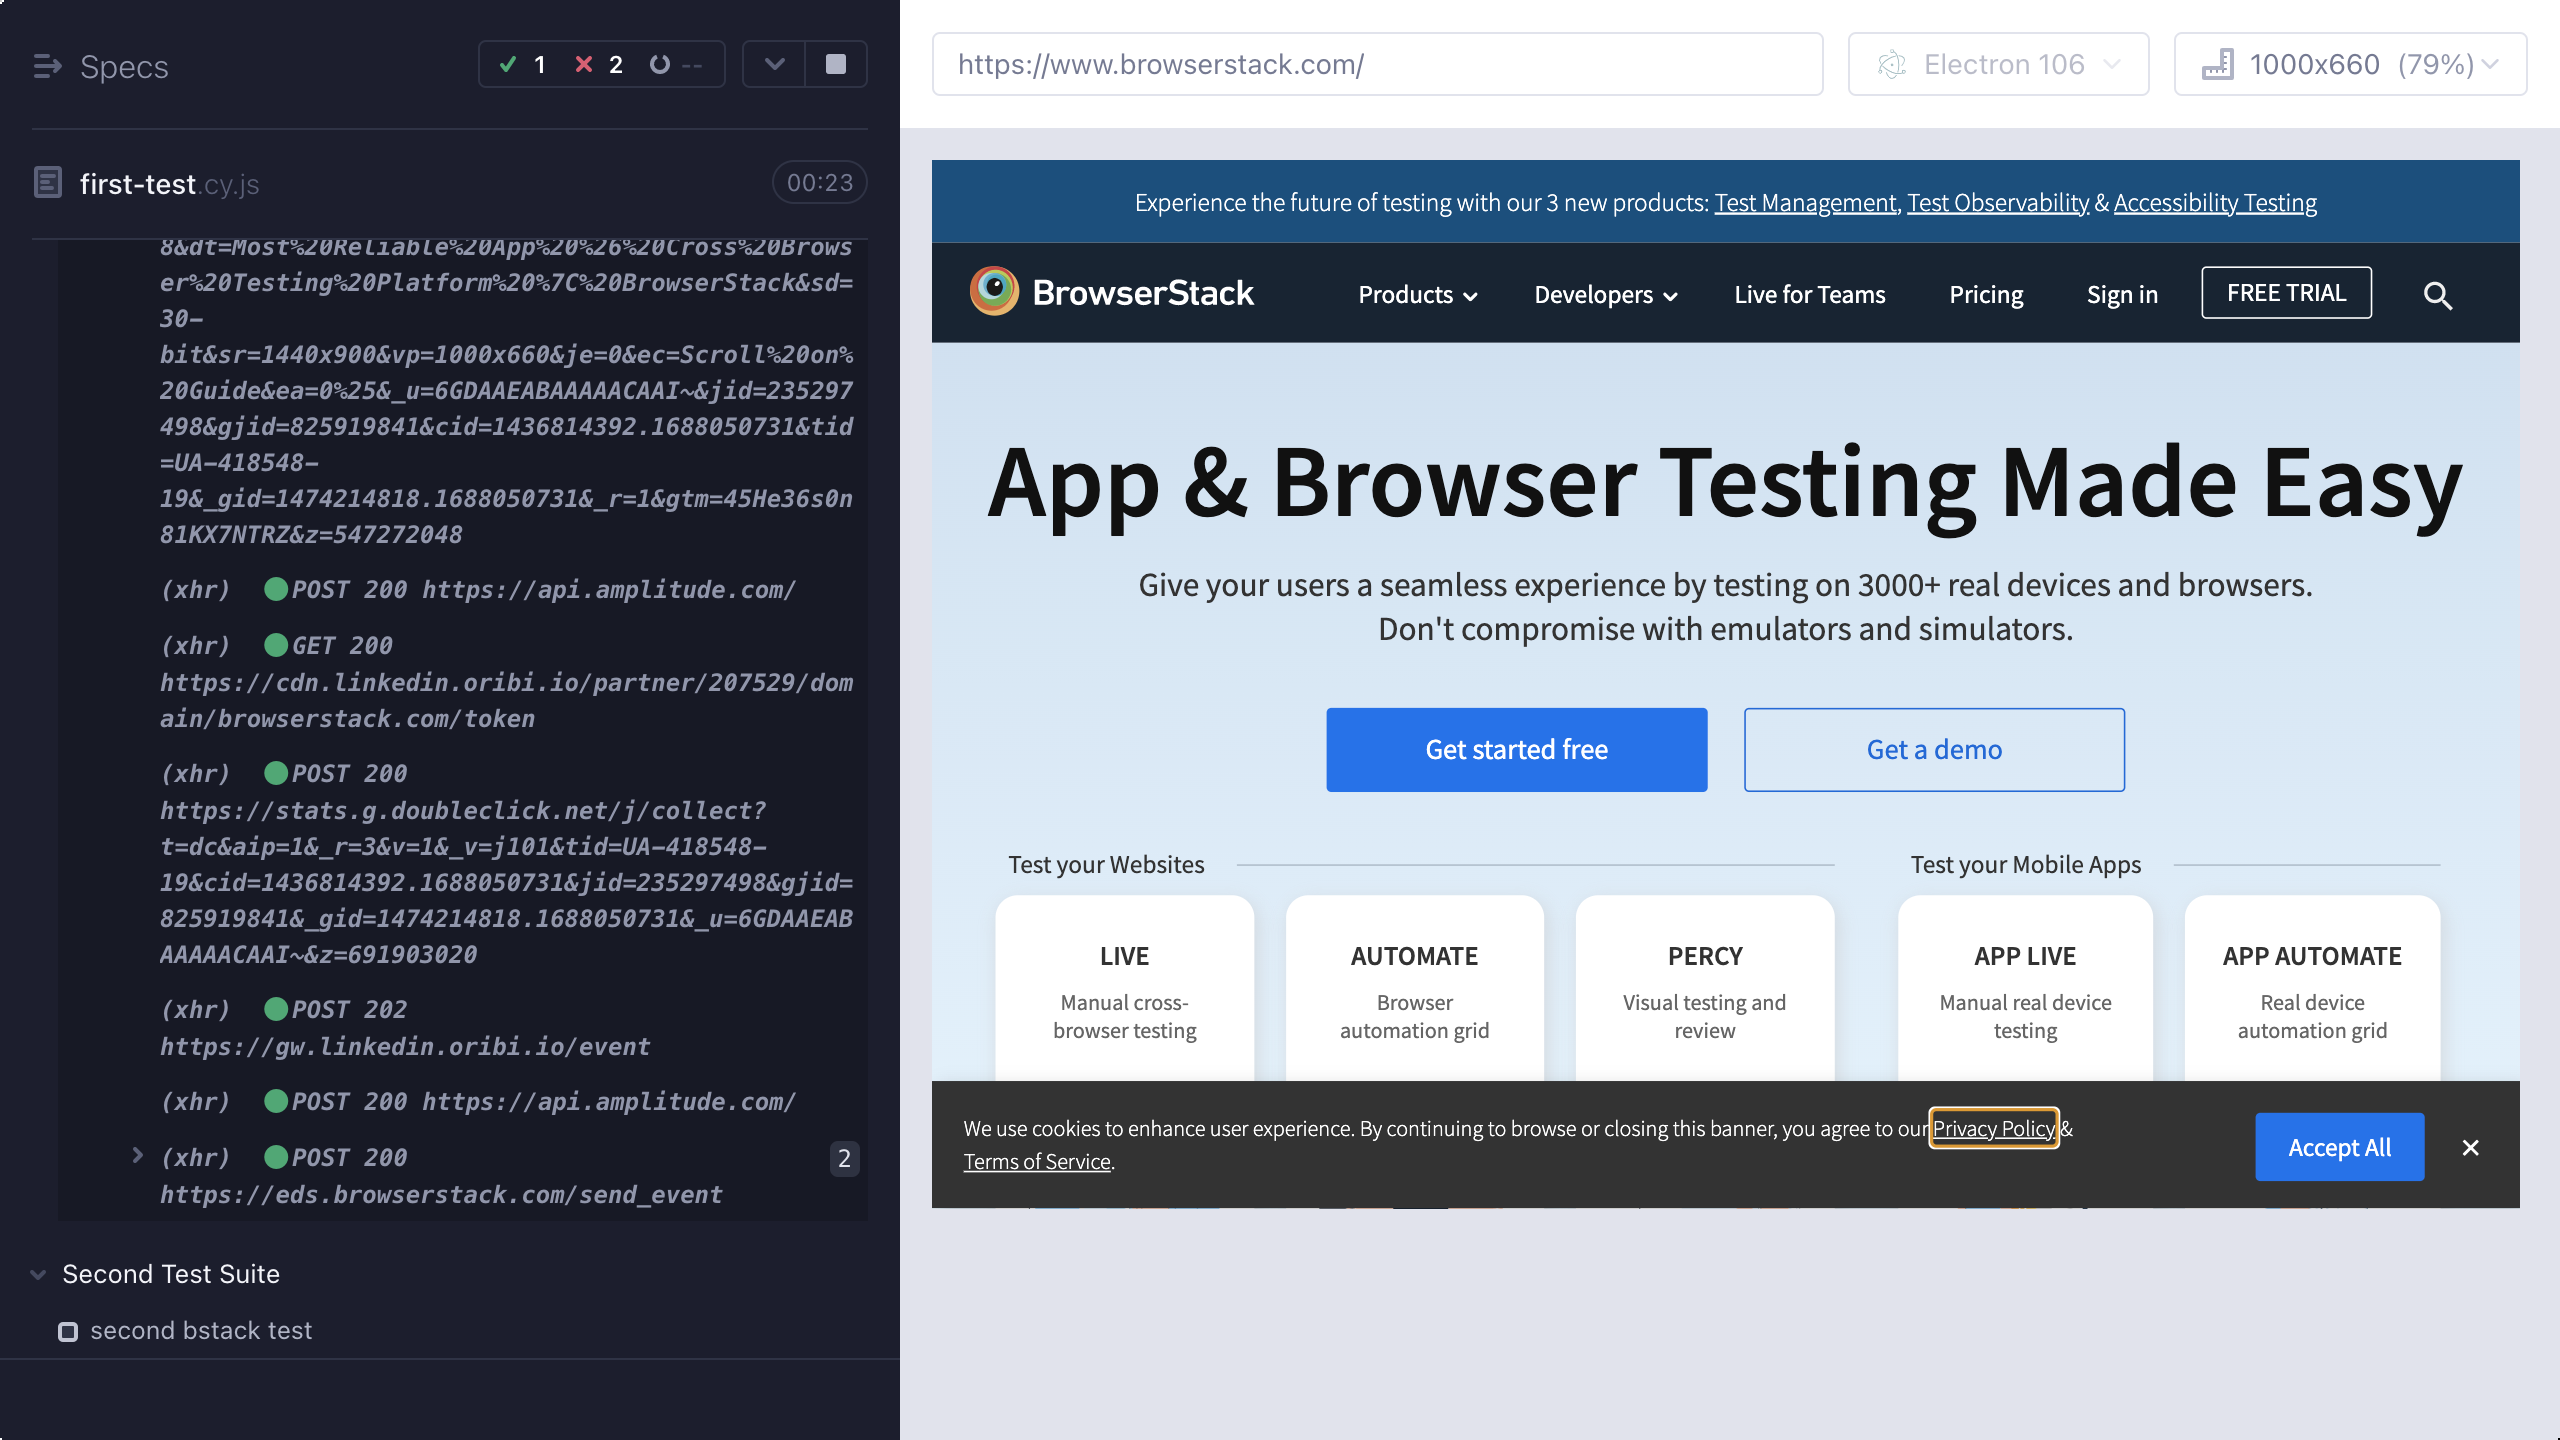 Specs
1
2
--
first-test.cy.js
00:23
8&dt=Most%20Reliable%20App%20%26%20Cross%20Brows
er%20Testing%20Platform%20%7C%20BrowserStack&sd=
30-
bit&sr=1440x900&vp=1000x660&je=0&ec=Scroll%20on%
20Guide&ea=0%25&_u=6GDAAEABAAAAACAAI~&jid=235297
498&gjid=825919841&cid=1436814392.1688050731&tid
=UA-418548-
19&_gid=1474214818.1688050731&_r=1&gtm=45He36s0n
81KX7NTRZ&z=547272048
(xhr) POST 200 https://api.amplitude.com/
(xhr) GET 200
https://cdn.linkedin.oribi.io/partner/207529/dom
ain/browserstack.com/token
(xhr) POST 200
https://stats.g.doubleclick.net/j/collect?
t=dc&aip=1&_r=3&v=1&_v=j101&tid=UA-418548-
19&cid=1436814392.1688050731&jid=235297498&gjid=
825919841&_gid=1474214818.1688050731&_u=6GDAAEAB
AAAAACAAI~&z=691903020
(xhr) POST 202
https://gw.linkedin.oribi.io/event
(xhr) POST 200 https://api.amplitude.com/
(xhr) POST 200
2
https://eds.browserstack.com/send_event
Second Test Suite
second bstack test
https://www.browserstack.com/
Electron 106
1000x660 (79%)
Experience the future of testing with our 3 new products: Test Management, Test Observability & Accessibility Testing
BrowserStack
Products
Developers
Live for Teams
Pricing
Sign in
FREE TRIAL
App & Browser Testing Made Easy
Give your users a seamless experience by testing on 3000+ real devices and browsers.
Don't compromise with emulators and simulators.
Get started free
Get a demo
Test your Websites
Test your Mobile Apps
LIVE
Manual cross-
browser testing
AUTOMATE
Browser
automation grid
PERCY
Visual testing and
review
APP LIVE
Manual real device
testing
APP AUTOMATE
Real device
automation grid
We use cookies to enhance user experience. By continuing to browse or closing this banner, you agree to our Privacy Policy &
Terms of Service.
Accept All